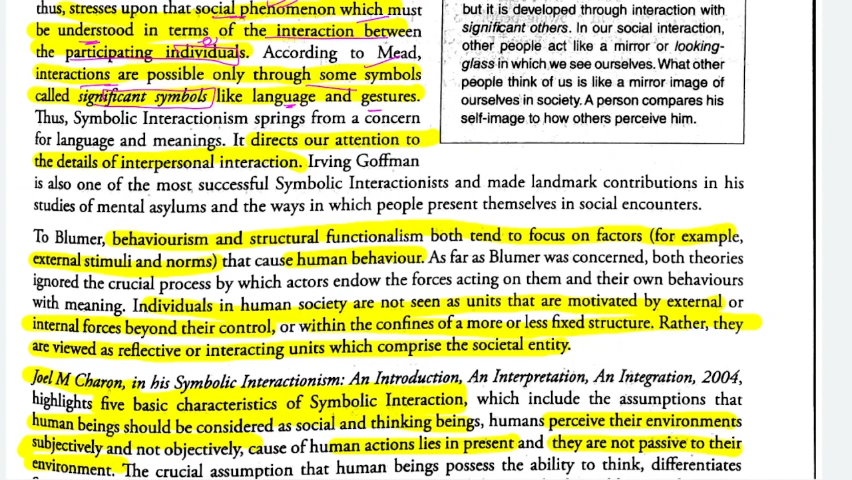 thus, stresses upon that social phenomenon which must
be understood in terms of the interaction between
the participating individuals. According to Mead,
interactions are possible only through some symbols
called significant symbols like language and gestures.
Thus, Symbolic Interactionism springs from a concern
for language and meanings. It directs our attention to
the details of interpersonal interaction. Irving Goffman
is also one of the most successful Symbolic Interactionists and made landmark contributions in his
studies of mental asylums and the ways in which people present themselves in social encounters.
but it is developed through interaction with
significant others. In our social interaction,
other people act like a mirror or looking-
glass in which we see ourselves. What other
people think of us is like a mirror image of
ourselves in society. A person compares his
self-image to how others perceive him.
To Blumer, behaviourism and structural functionalism both tend to focus on factors (for example,
external stimuli and norms) that cause human behaviour. As far as Blumer was concerned, both theories
ignored the crucial process by which actors endow the forces acting on them and their own behaviours
with meaning. Individuals in human society are not seen as units that are motivated by external or
internal forces beyond their control, or within the confines of a more or less fixed structure. Rather, they
are viewed as reflective or interacting units which comprise the societal entity.
Joel M Charon, in his Symbolic Interactionism: An Introduction, An Interpretation, An Integration, 2004,
highlights five basic characteristics of Symbolic Interaction, which include the assumptions that
human beings should be considered as social and thinking beings, humans perceive their environments
subjectively and not objectively, cause of human actions lies in present and they are not passive to their
environment. The crucial assumption that human beings possess the ability to think, differentiates